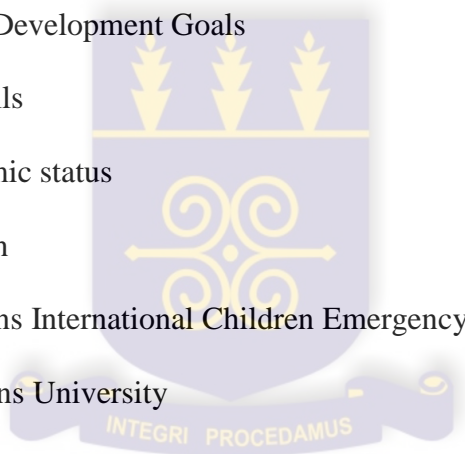 Development Goals
ls
nic status
n
ns International Children Emergency
ns University
INTEGRI PROCEDAMUS